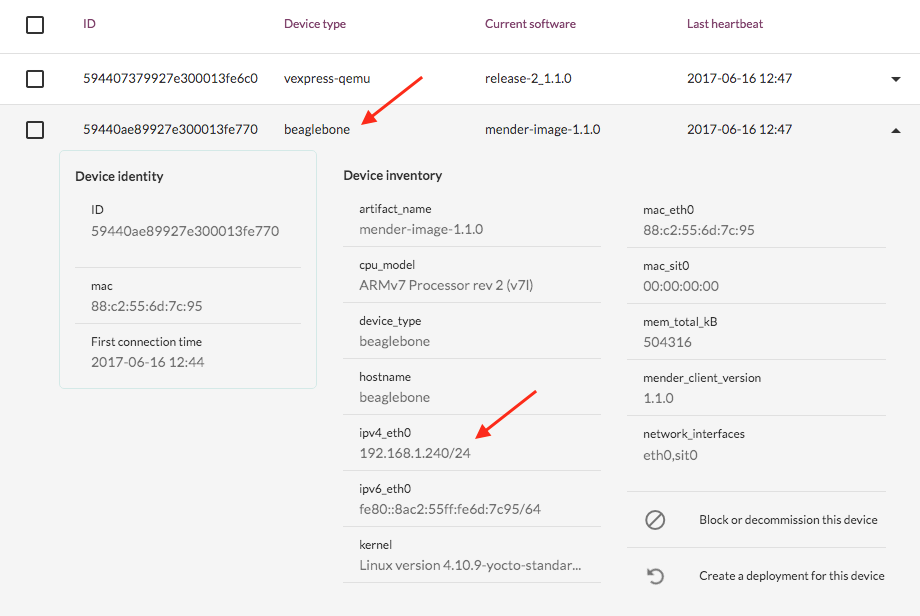 ID Device type Current software Last heartbeat
594407379927e300013fe6c0 vexpress-qemu release-2_1.1.0 2017-06-16 12:47
59440ae89927e300013fe770 beaglebone mender-image-1.1.0 2017-06-16 12:47
Device identity
ID
59440ae89927e300013fe770
mac
88:c2:55:6d:7c:95
First connection time
2017-06-16 12:44
Device inventory
artifact_name
mender-image-1.1.0
cpu_model
ARMv7 Processor rev 2 (v7l)
device_type
beaglebone
hostname
beaglebone
ipv4_eth0
192.168.1.240/24
ipv6_eth0
fe80::8ac2:55ff:fe6d:7c95/64
kernel
Linux version 4.10.9-yocto-standar...
mac_eth0
88:c2:55:6d:7c:95
mac_sit0
00:00:00:00
mem_total_kB
504316
mender_client_version
1.1.0
network_interfaces
eth0,sit0
Block or decommission this device
Create a deployment for this device